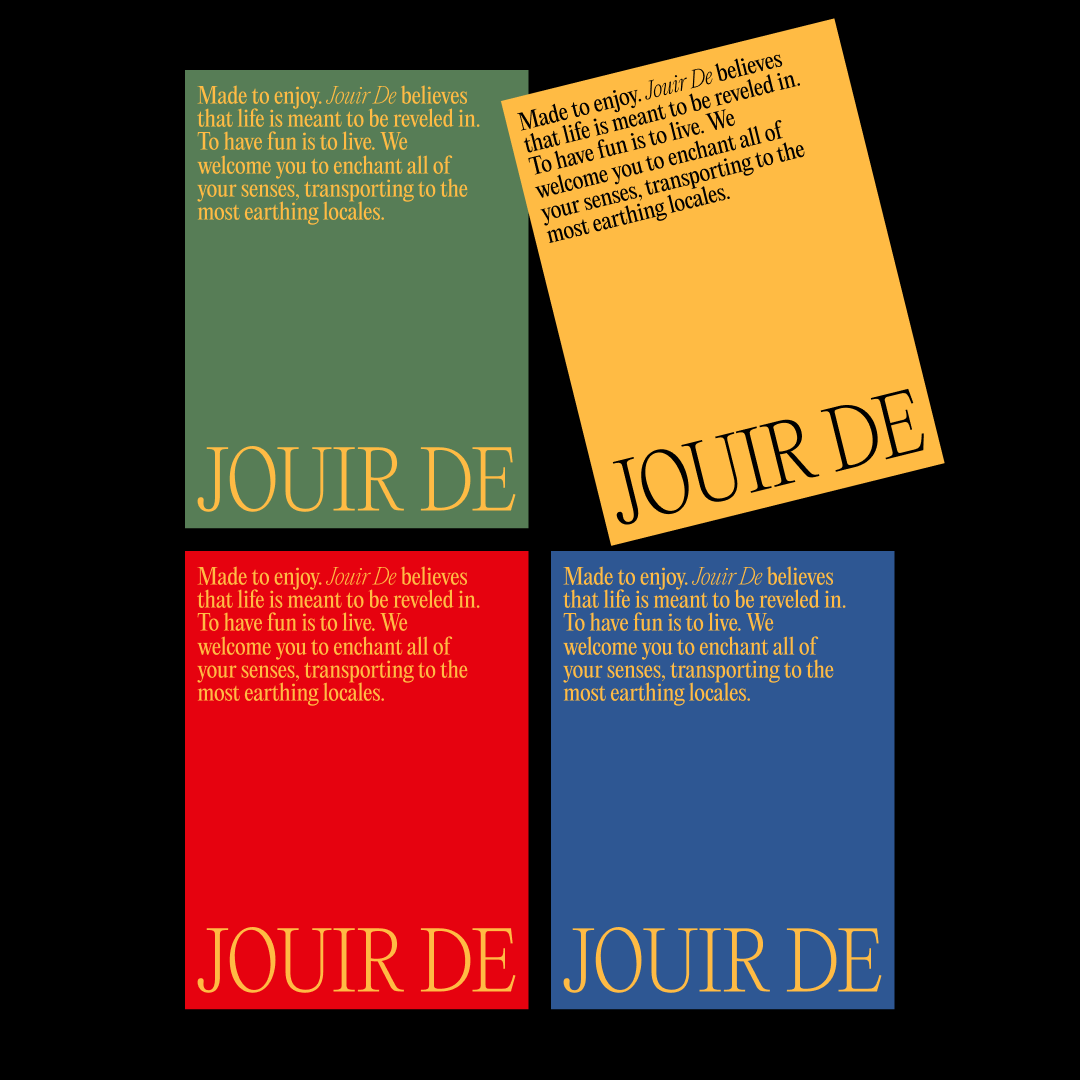 Made to enjoy. Jouir De believes
that life is meant to be reveled in.
To have fun is to live. We
welcome you to enchant all of
your senses, transporting to the
most earthing locales.
JOUIR DE
Made to enjoy. Jouir De believes
that life is meant to be reveled in.
To have fun is to live. We
welcome you to enchant all of
your senses, transporting to the
most earthing locales.
JOUIR DE
Made to enjoy. Jouir De believes
that life is meant to be reveled in.
To have fun is to live. We
welcome you to enchant all of
your senses, transporting to the
most earthing locales.
JOUIR DE
Made to enjoy. Jouir De believes
that life is meant to be reveled in.
To have fun is to live. We
welcome you to enchant all of
your senses, transporting to the
most earthing locales.
JOUIR DE